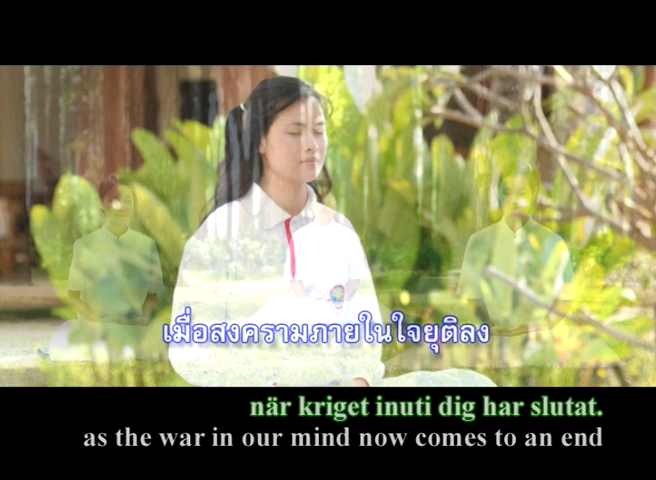 เมื่อสงครามภายในใจยุติลง
när kriget inuti dig har slutat.
as the war in our mind now comes to an end